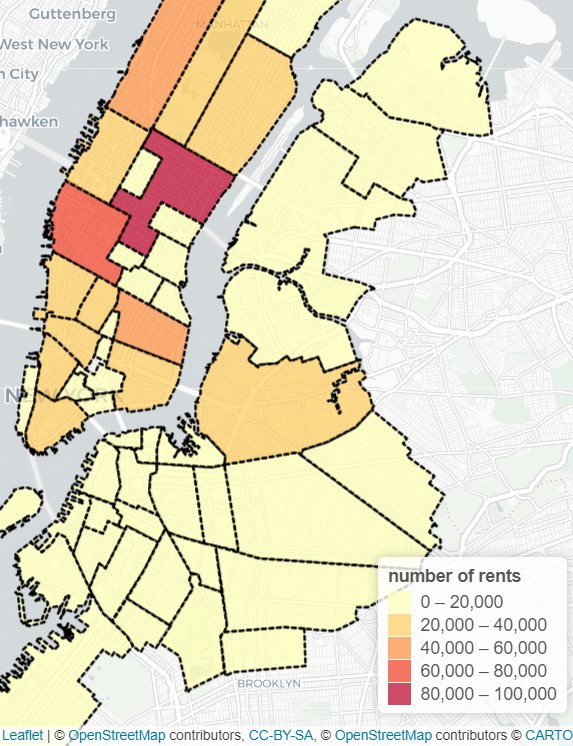 Guttenberg
MANHATTAN
West New York
n City
hawken
number of rents
0 – 20,000
20,000 – 40,000
40,000 – 60,000
60,000 – 80,000
80,000 – 100,000
BROOKLYN
Leaflet | © OpenStreetMap contributors, CC-BY-SA, © OpenStreetMap contributors © CARTO